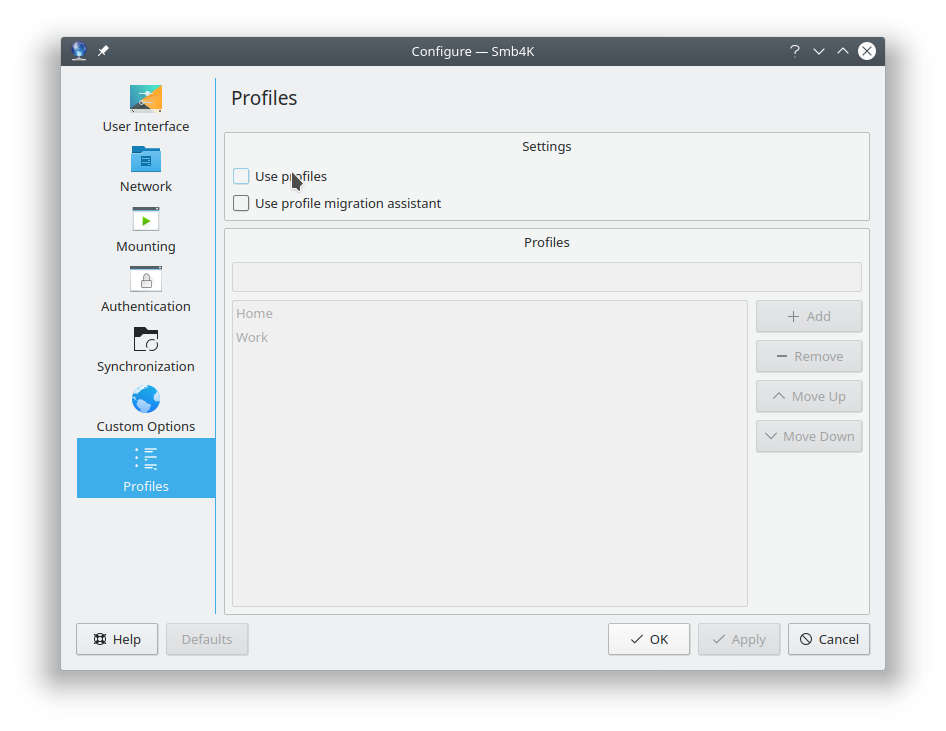 Configure — Smb4K
User Interface
Network
Mounting
Authentication
Synchronization
Custom Options
Profiles
Profiles
Settings
Use profiles
Use profile migration assistant
Profiles
Home
Work
Add
Remove
Move Up
Move Down
Help
Defaults
OK
Apply
Cancel